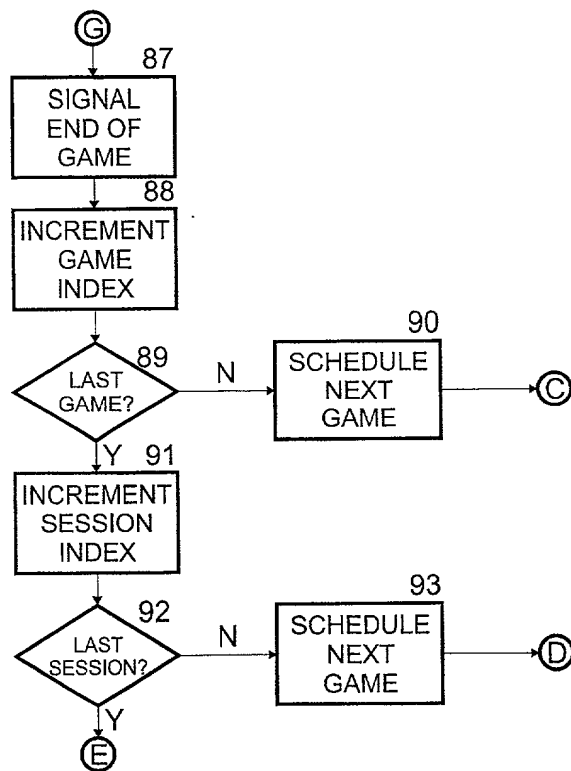 G
87
SIGNAL
END OF
GAME
88
INCREMENT
GAME
INDEX
89
LAST
GAME?
N
90
SCHEDULE
NEXT
GAME
C
Y
91
INCREMENT
SESSION
INDEX
92
LAST
SESSION?
N
93
SCHEDULE
NEXT
GAME
D
Y
E